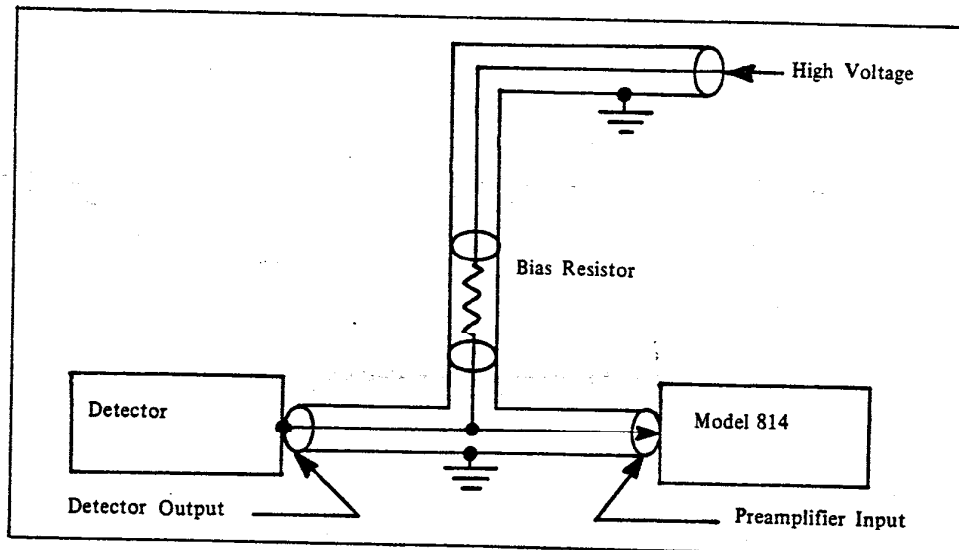 High Voltage
Bias Resistor
Detector
Model 814
Detector Output
Preamplifier Input